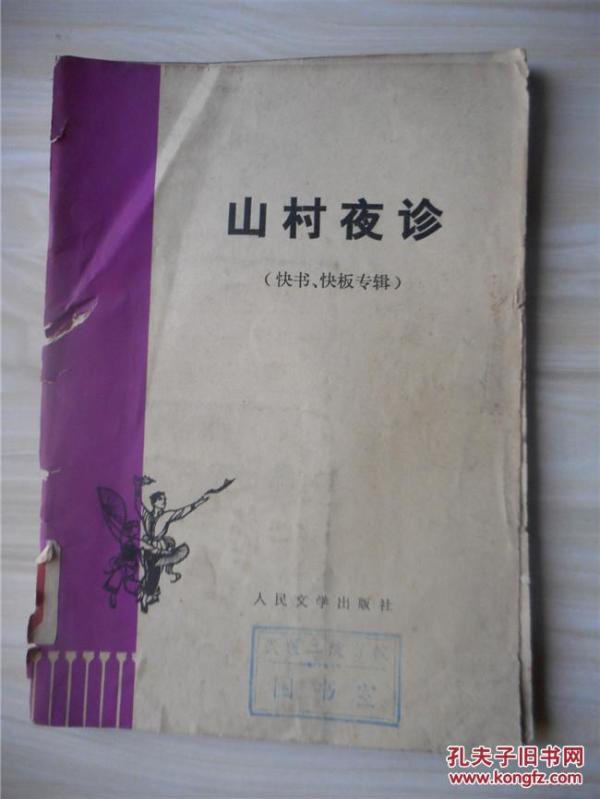 山村夜诊
（快书、快板专辑）
人民文学出版社
图书室
孔夫子旧书网
www.kongfz.com